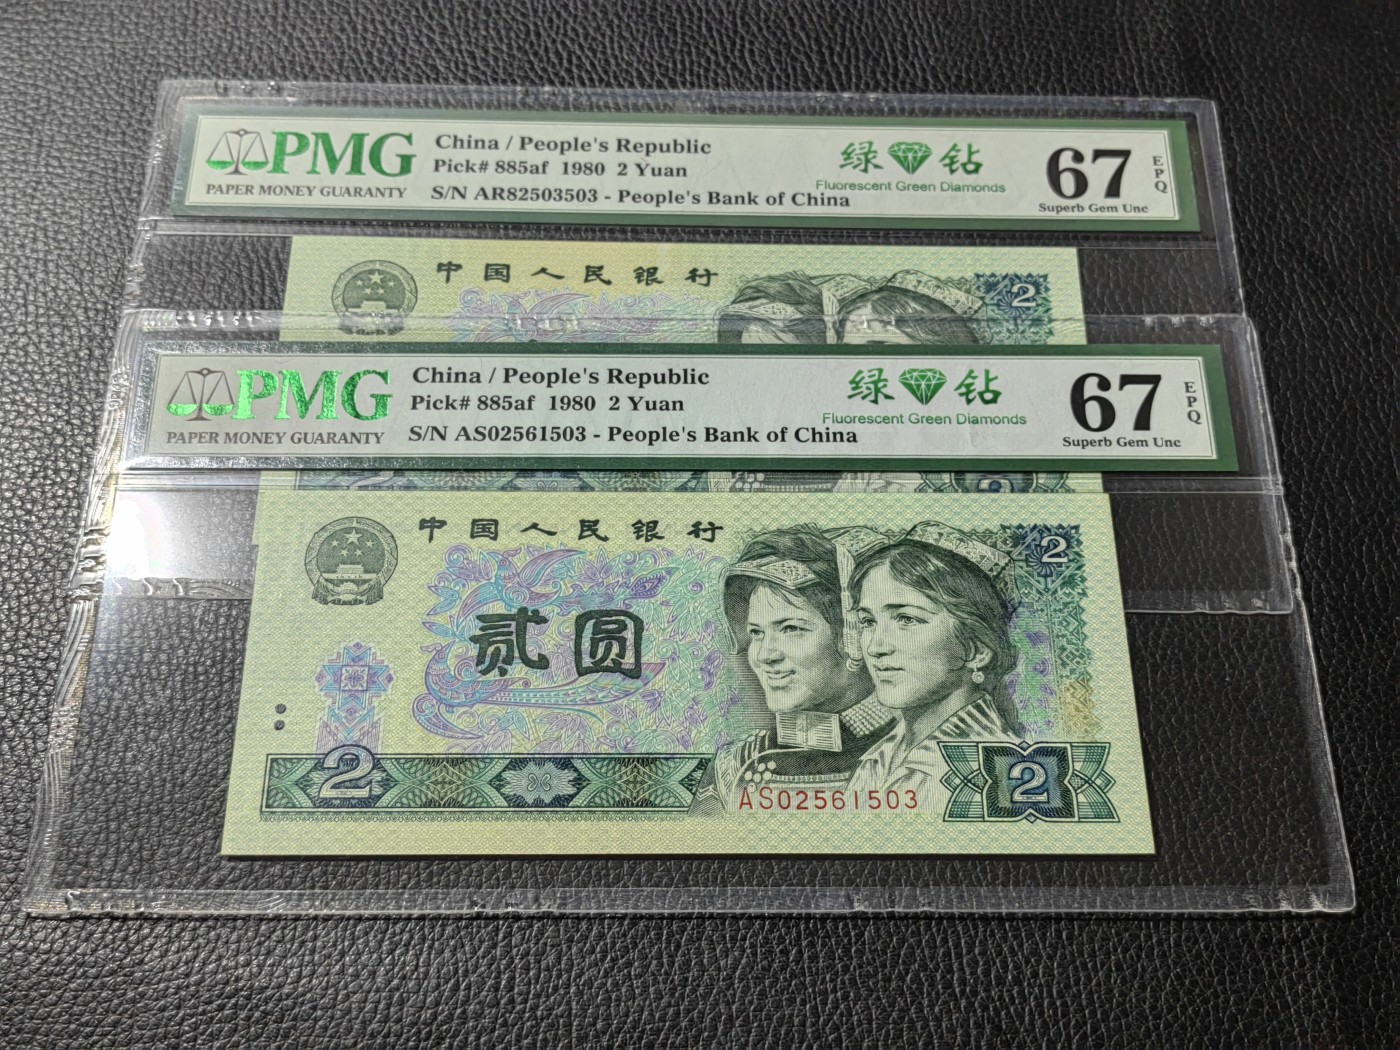 PMG
PAPER MONEY GUARANTY
China / People's Republic
Pick# 885af 1980 2 Yuan
S/N AR82503503 - People's Bank of China
绿 钻
Fluorescent Green Diamonds
67
Superb Gem Unc
EPQ
中国人民银行
2
PMG
PAPER MONEY GUARANTY
China / People's Republic
Pick# 885af 1980 2 Yuan
S/N AS02561503 - People's Bank of China
绿 钻
Fluorescent Green Diamonds
67
Superb Gem Unc
EPQ
中国人民银行
2
贰圆
2
AS02561503
2